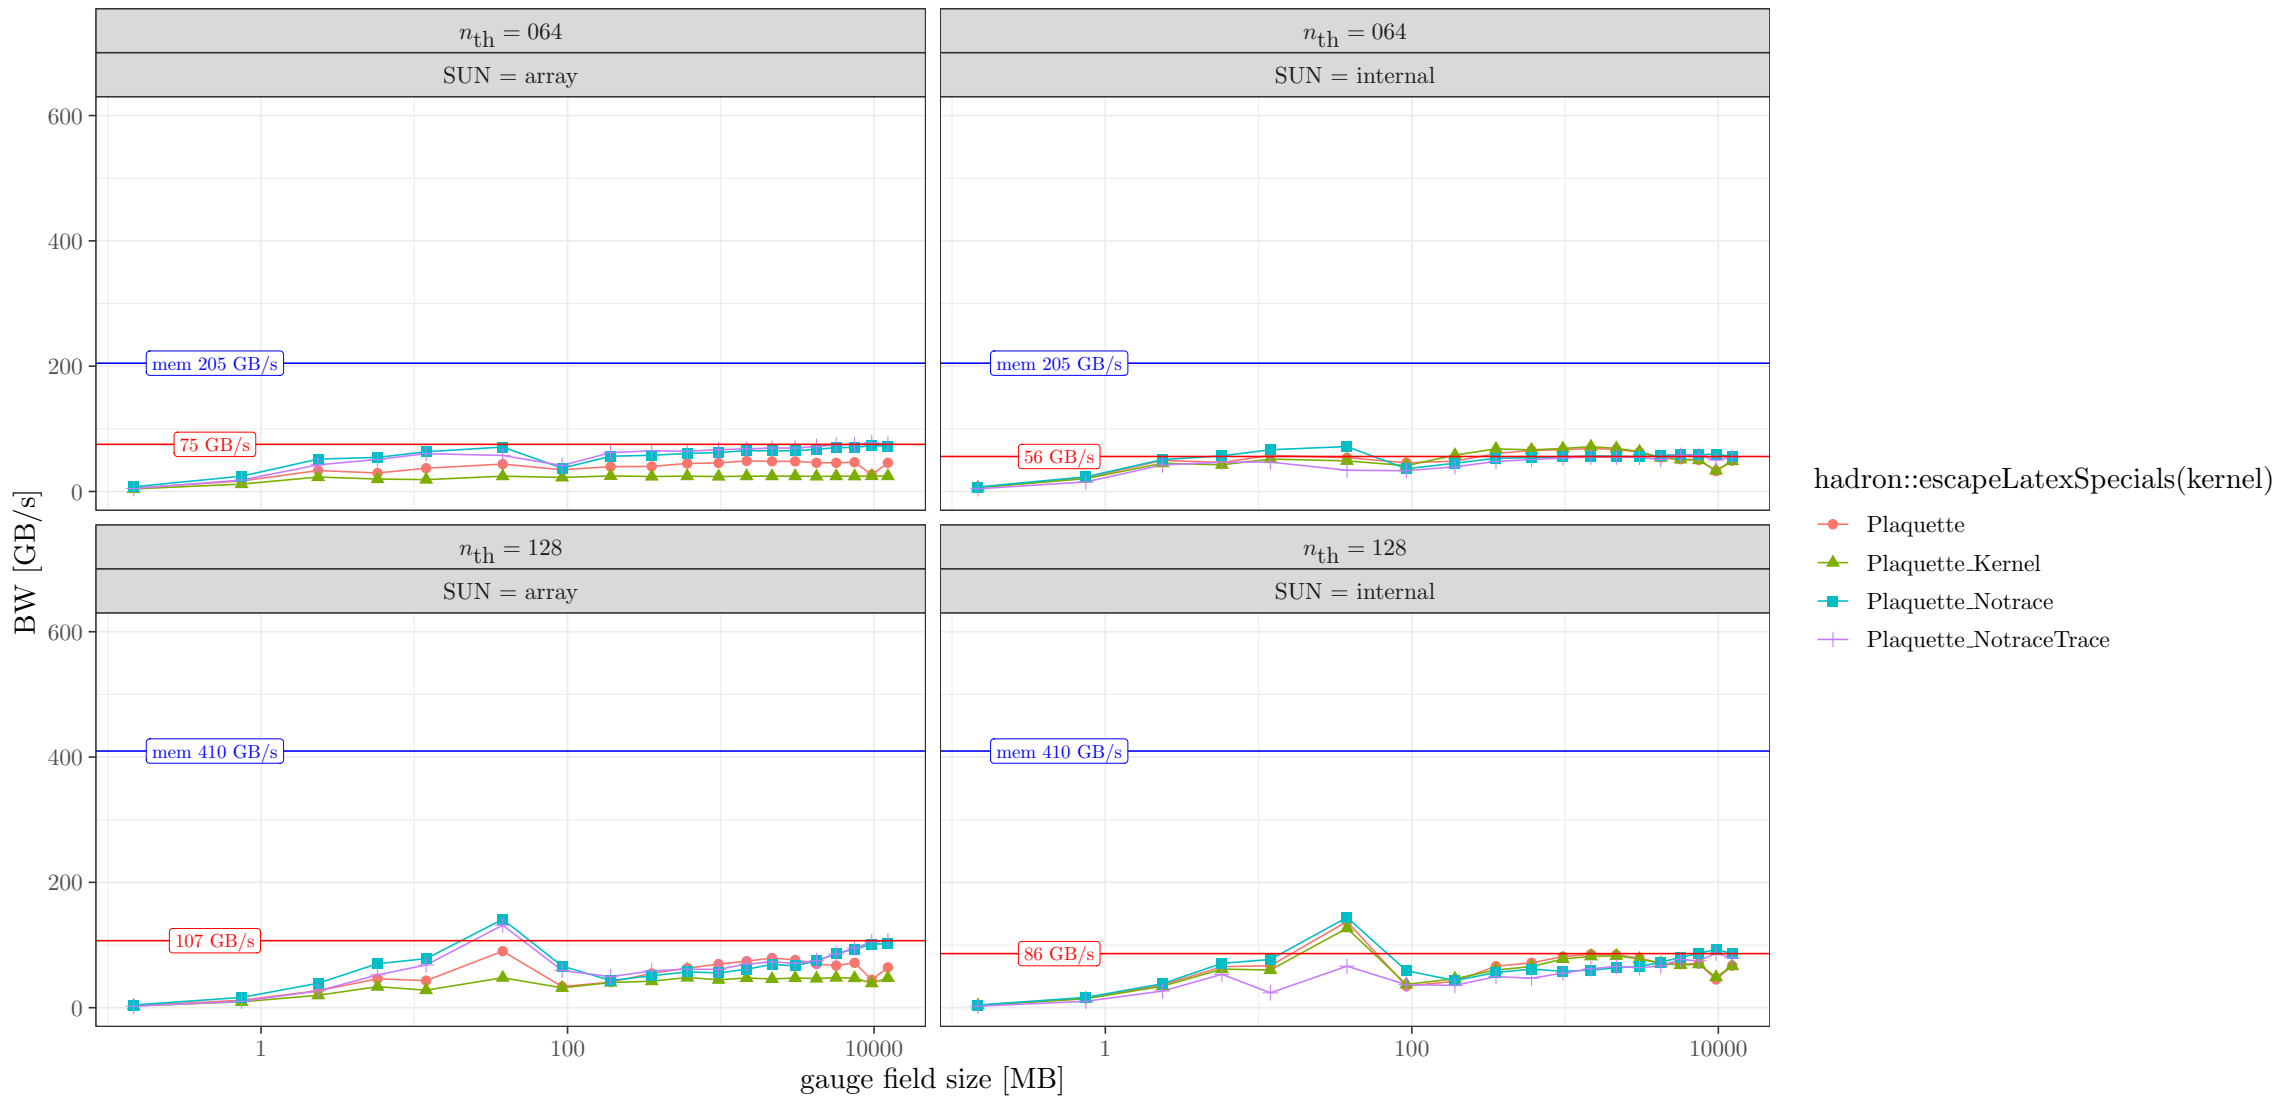 n_th = 064
SUN = array
n_th = 064
SUN = internal
600
400
200
0
mem 205 GB/s
75 GB/s
mem 205 GB/s
56 GB/s
n_th = 128
SUN = array
n_th = 128
SUN = internal
600
400
200
0
mem 410 GB/s
107 GB/s
mem 410 GB/s
86 GB/s
1
100
10000
1
100
10000
gauge field size [MB]
BW [GB/s]
hadron::escapeLatexSpecials(kernel)
Plaquette
Plaquette_Kernel
Plaquette_Notrace
Plaquette_NotraceTrace